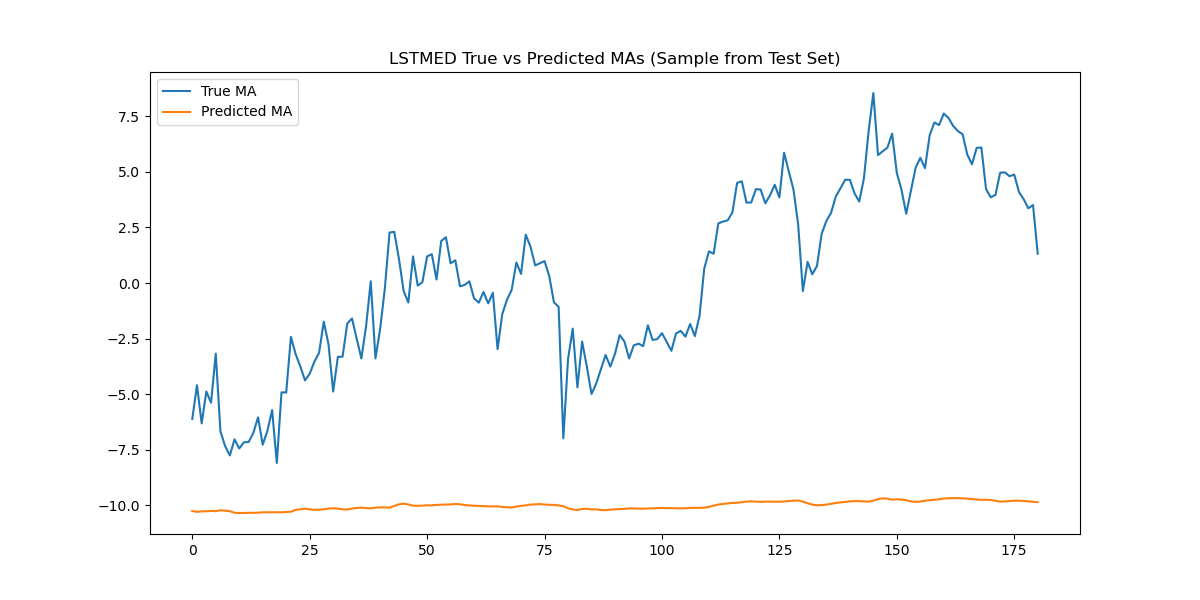 LSTMED True vs Predicted MAs (Sample from Test Set)
True MA
Predicted MA
7.5
5.0
2.5
0.0
−2.5
−5.0
−7.5
−10.0
0 25 50 75 100 125 150 175